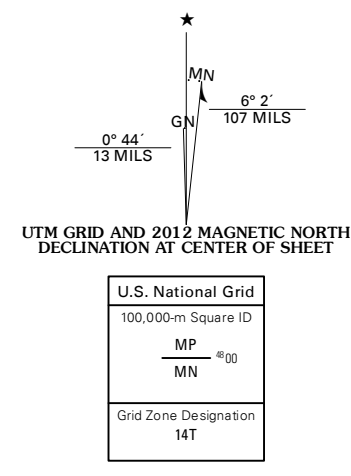 ★
MN
6° 2´
107 MILS
GN
0° 44´
13 MILS
UTM GRID AND 2012 MAGNETIC NORTH
DECLINATION AT CENTER OF SHEET
U.S. National Grid
100,000-m Square ID
MP
4800
MN
Grid Zone Designation
14T